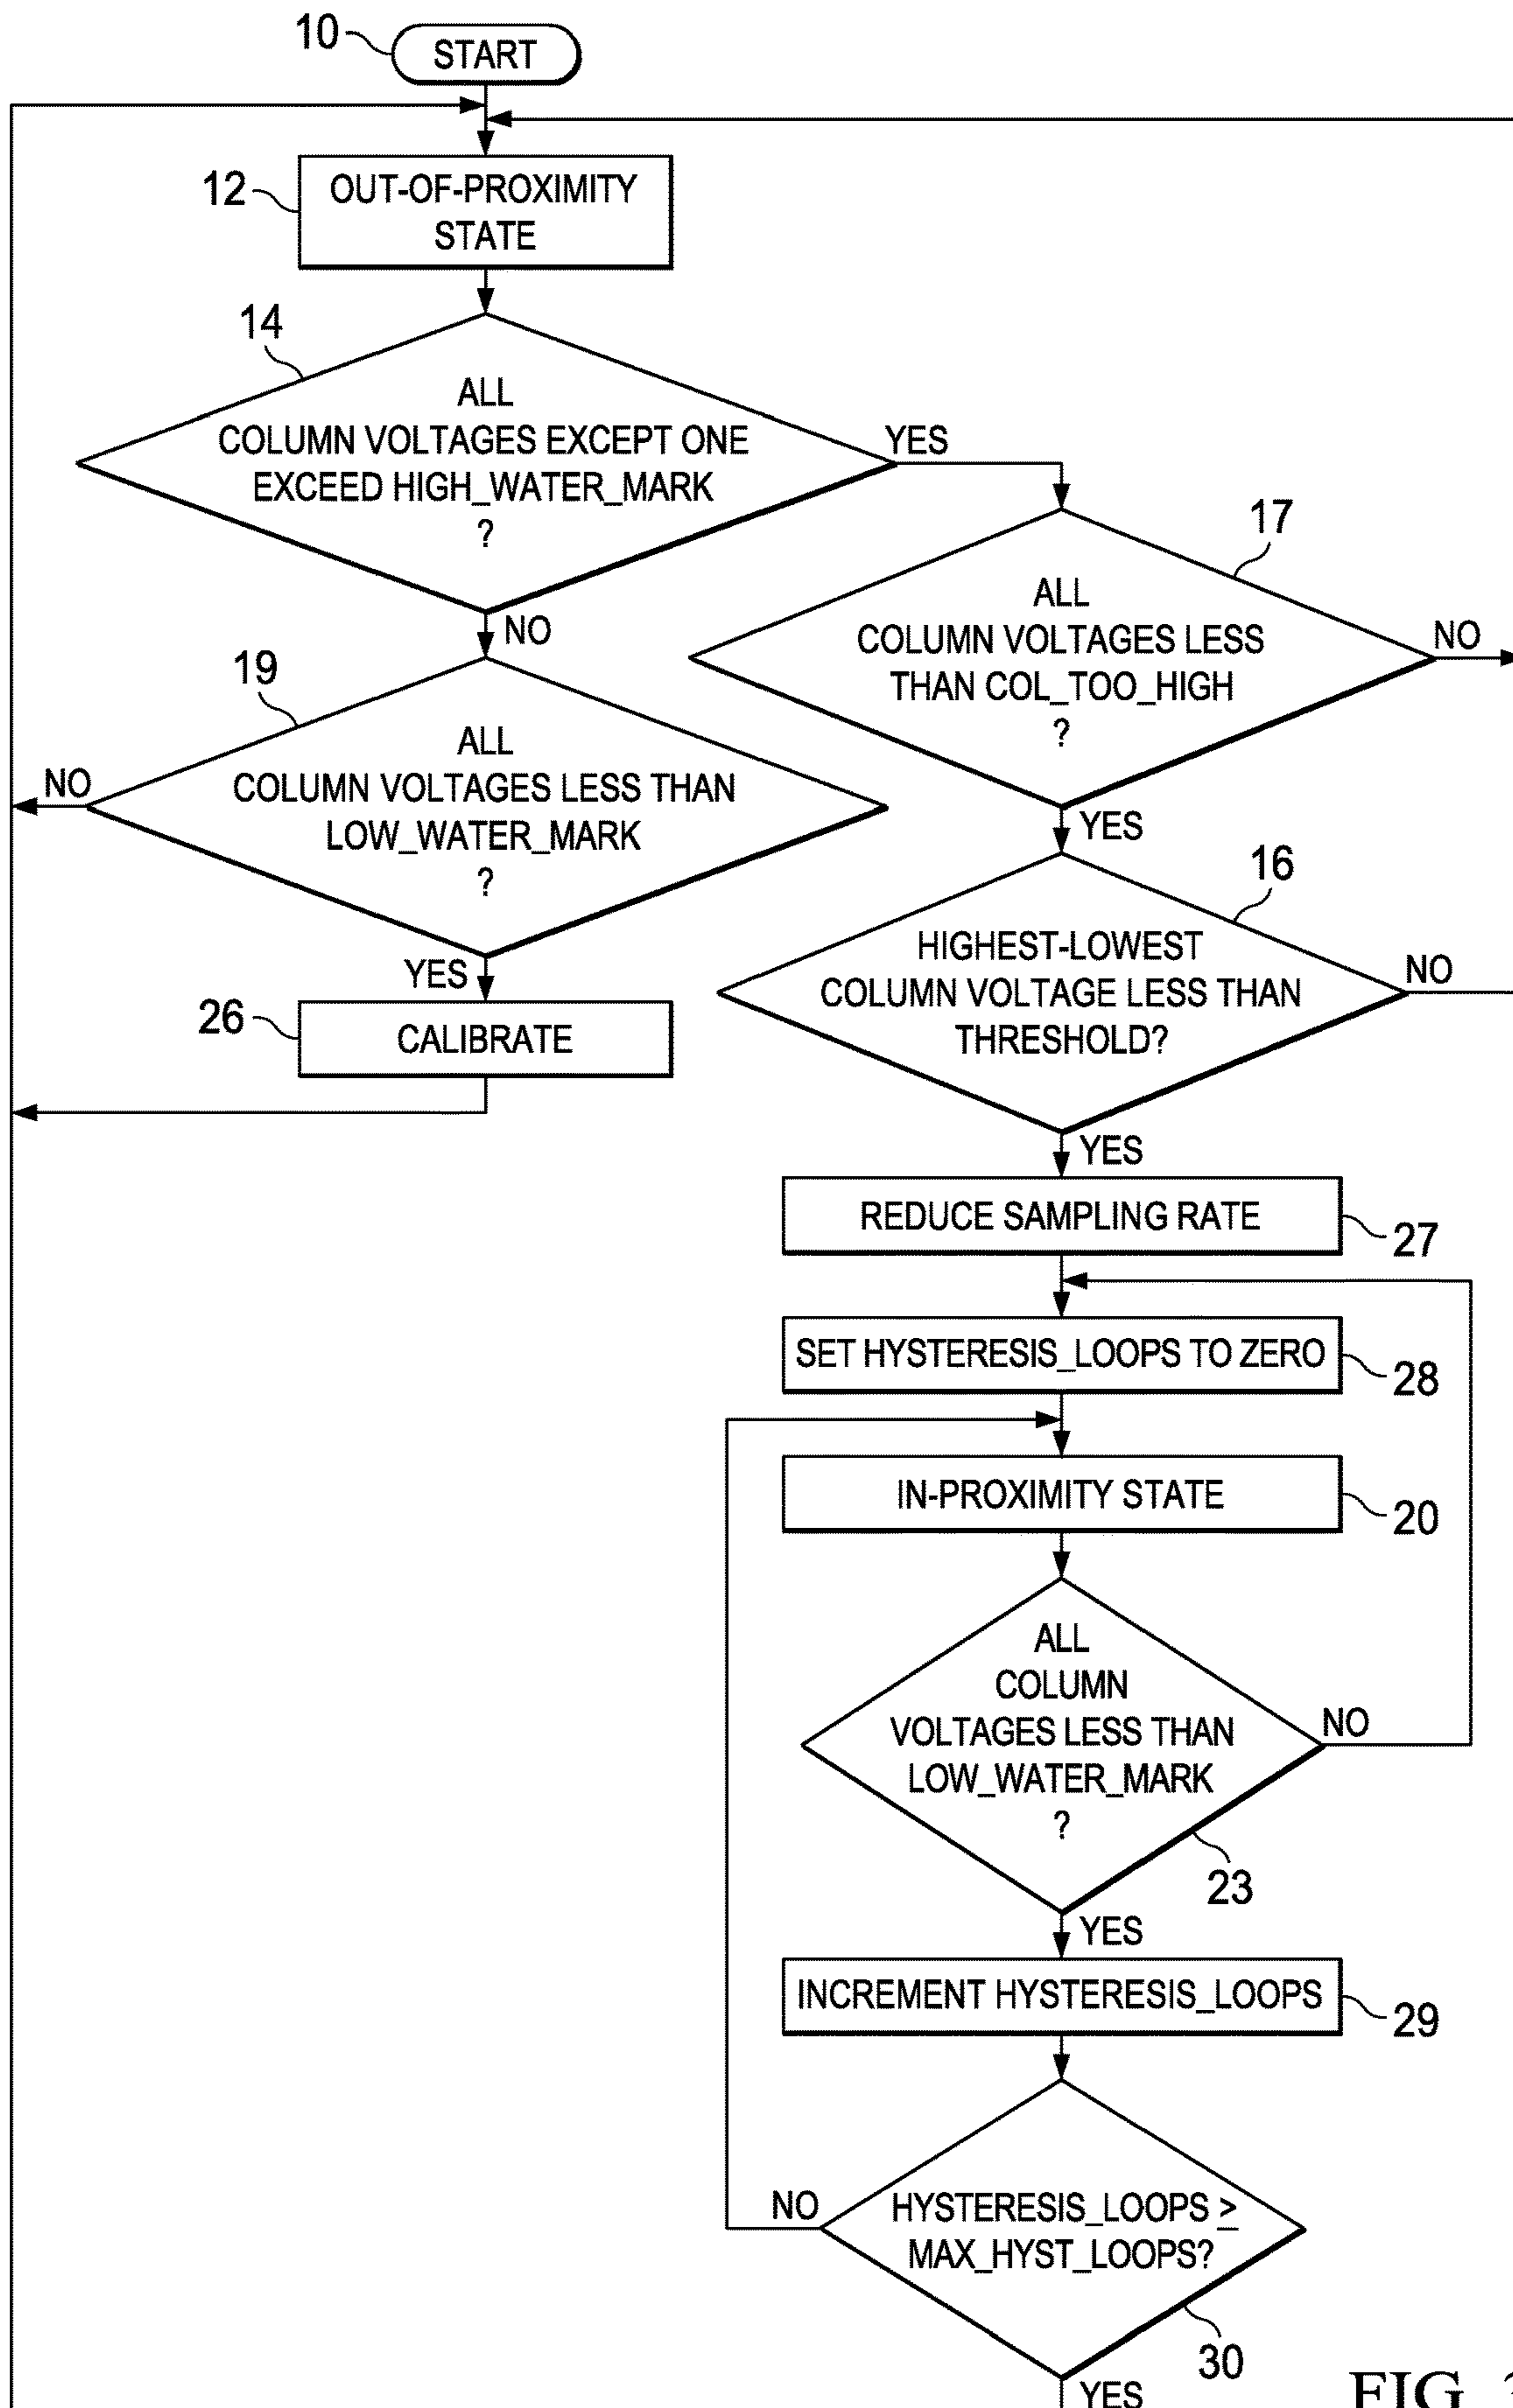 10
START
12
OUT-OF-PROXIMITY
STATE
14
ALL
COLUMN VOLTAGES EXCEPT ONE
EXCEED HIGH_WATER_MARK
?
YES
NO
17
ALL
COLUMN VOLTAGES LESS
THAN COL_TOO_HIGH
?
NO
YES
19
ALL
COLUMN VOLTAGES LESS THAN
LOW_WATER_MARK
?
NO
YES
26
CALIBRATE
16
HIGHEST-LOWEST
COLUMN VOLTAGE LESS THAN
THRESHOLD?
NO
YES
REDUCE SAMPLING RATE
27
SET HYSTERESIS_LOOPS TO ZERO
28
IN-PROXIMITY STATE
20
ALL
COLUMN
VOLTAGES LESS THAN
LOW_WATER_MARK
?
NO
23
YES
INCREMENT HYSTERESIS_LOOPS
29
HYSTERESIS_LOOPS ≥
MAX_HYST_LOOPS?
NO
30
YES
FIG.